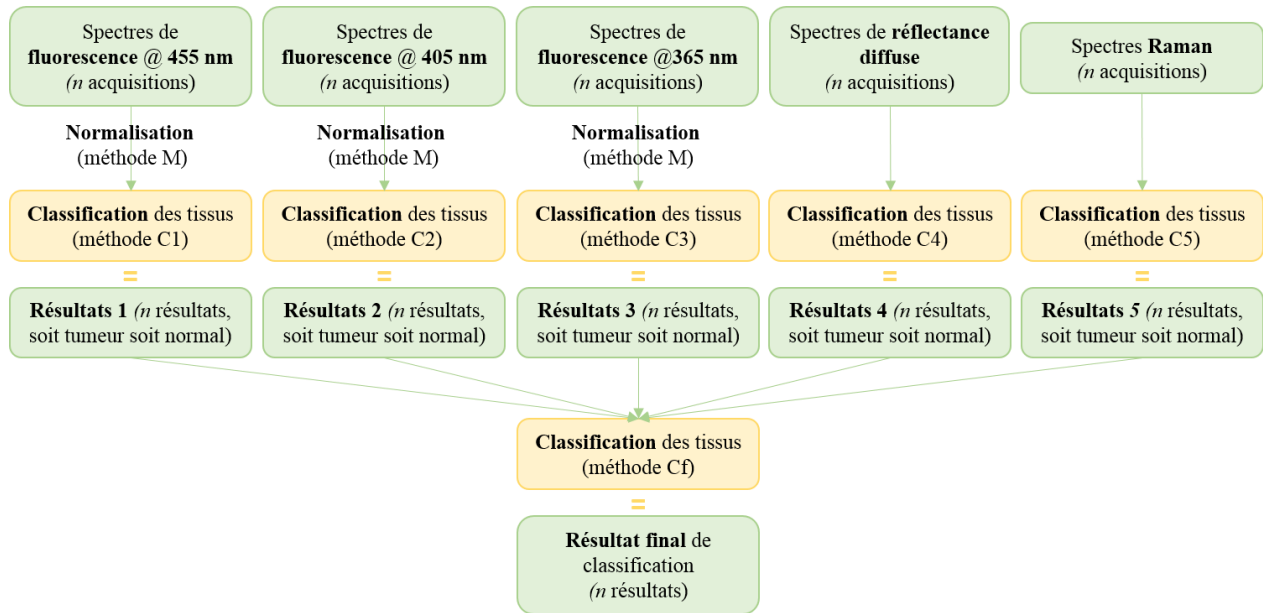 Spectres de
fluorescence @ 455 nm
(n acquisitions)
Spectres de
fluorescence @ 405 nm
(n acquisitions)
Spectres de
fluorescence @365 nm
(n acquisitions)
Spectres de réflectance
diffuse
(n acquisitions)
Spectres Raman
(n acquisitions)
Normalisation
(méthode M)
Normalisation
(méthode M)
Normalisation
(méthode M)
Classification des tissus
(méthode C1)
Classification des tissus
(méthode C2)
Classification des tissus
(méthode C3)
Classification des tissus
(méthode C4)
Classification des tissus
(méthode C5)
=
=
=
=
=
Résultats 1 (n résultats,
soit tumeur soit normal)
Résultats 2 (n résultats,
soit tumeur soit normal)
Résultats 3 (n résultats,
soit tumeur soit normal)
Résultats 4 (n résultats,
soit tumeur soit normal)
Résultats 5 (n résultats,
soit tumeur soit normal)
Classification des tissus
(méthode Cf)
=
Résultat final de
classification
(n résultats)